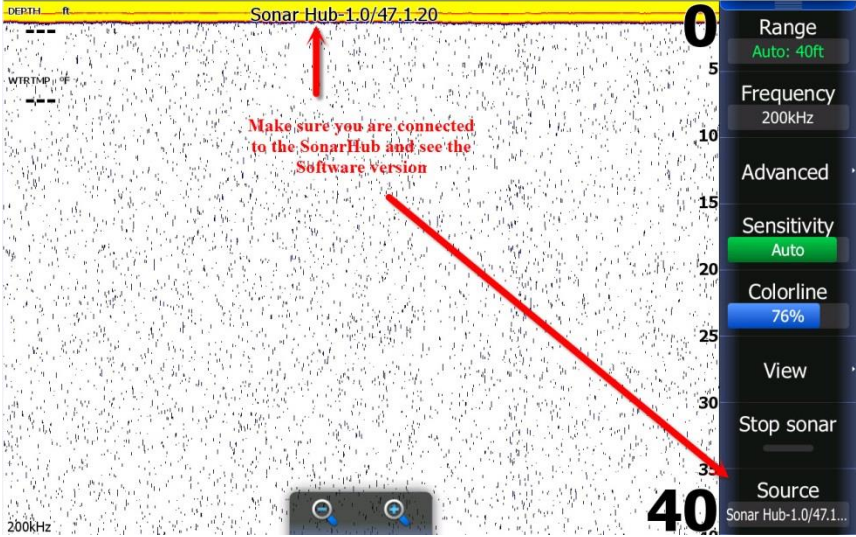 DEPTH ft
---
WTRTMP °F
---
Sonar Hub-1.0/47.1.20
Make sure you are connected
to the SonarHub and see the
Software version
0
5
10
15
20
25
30
35
40
200kHz
Range
Auto: 40ft
Frequency
200kHz
Advanced
Sensitivity
Auto
Colorline
76%
View
Stop sonar
Source
Sonar Hub-1.0/47.1...